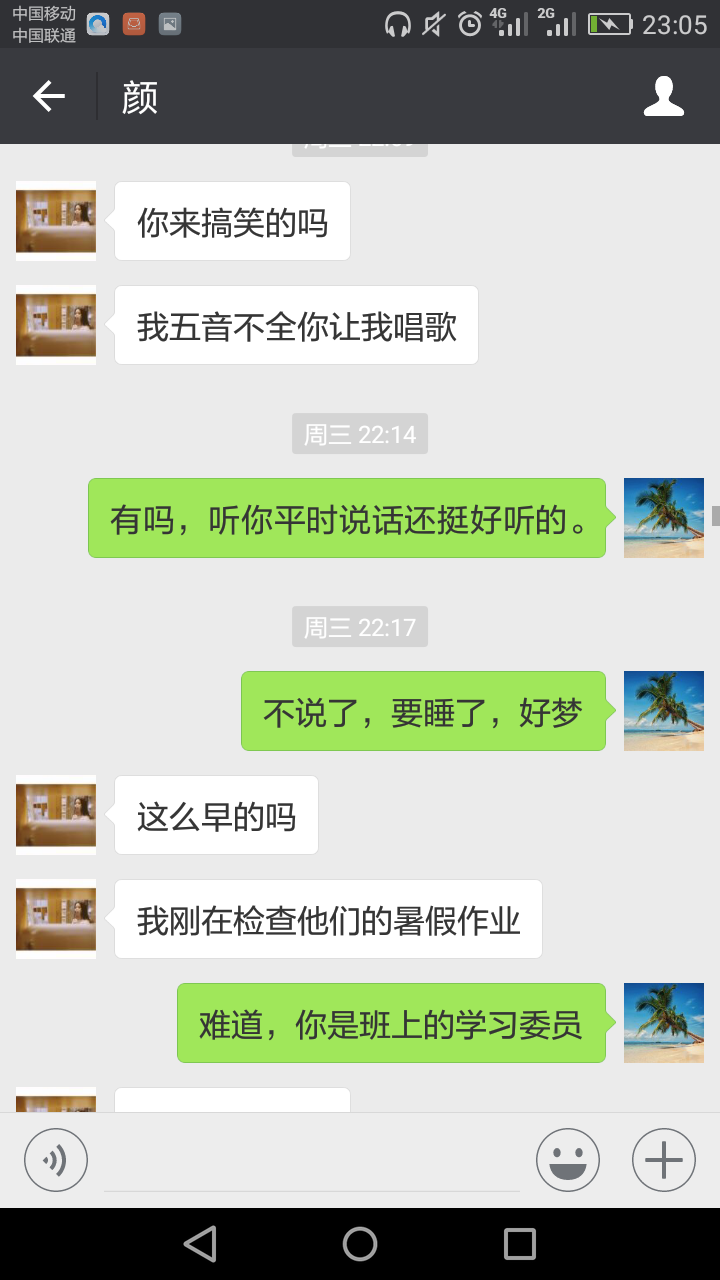 中国移动
中国联通
4G
2G
23:05
颜
你来搞笑的吗
我五音不全你让我唱歌
周三 22:14
有吗，听你平时说话还挺好听的。
周三 22:17
不说了，要睡了，好梦
这么早的吗
我刚在检查他们的暑假作业
难道，你是班上的学习委员